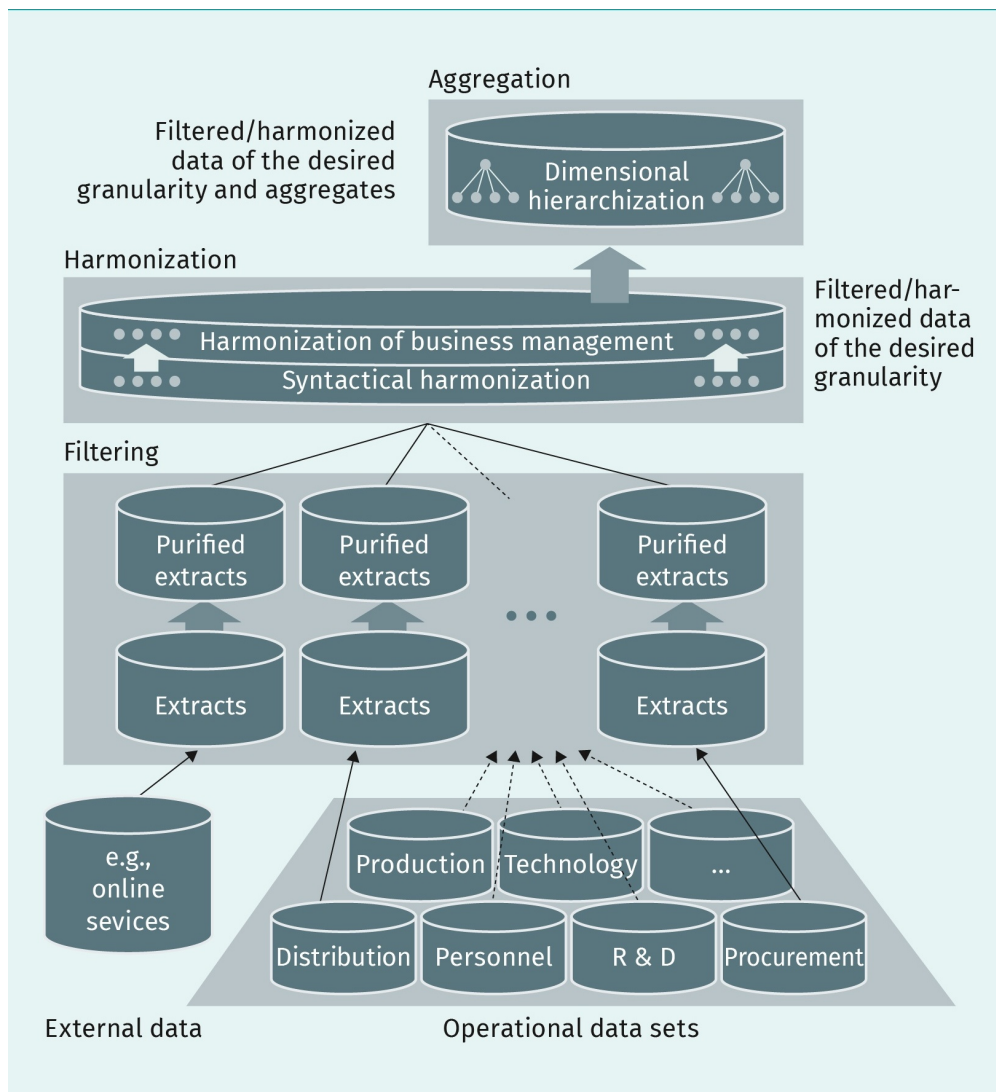 Aggregation
Filtered/harmonized
data of the desired
granularity and aggregates
Dimensional
hierarchization
Harmonization
Harmonization of business management
Syntactical harmonization
Filtered/har-
monized data
of the desired
granularity
Filtering
Purified
extracts
Purified
extracts
Purified
extracts
Extracts
Extracts
Extracts
e.g.,
online
sevices
Production
Technology
...
Distribution
Personnel
R & D
Procurement
External data
Operational data sets